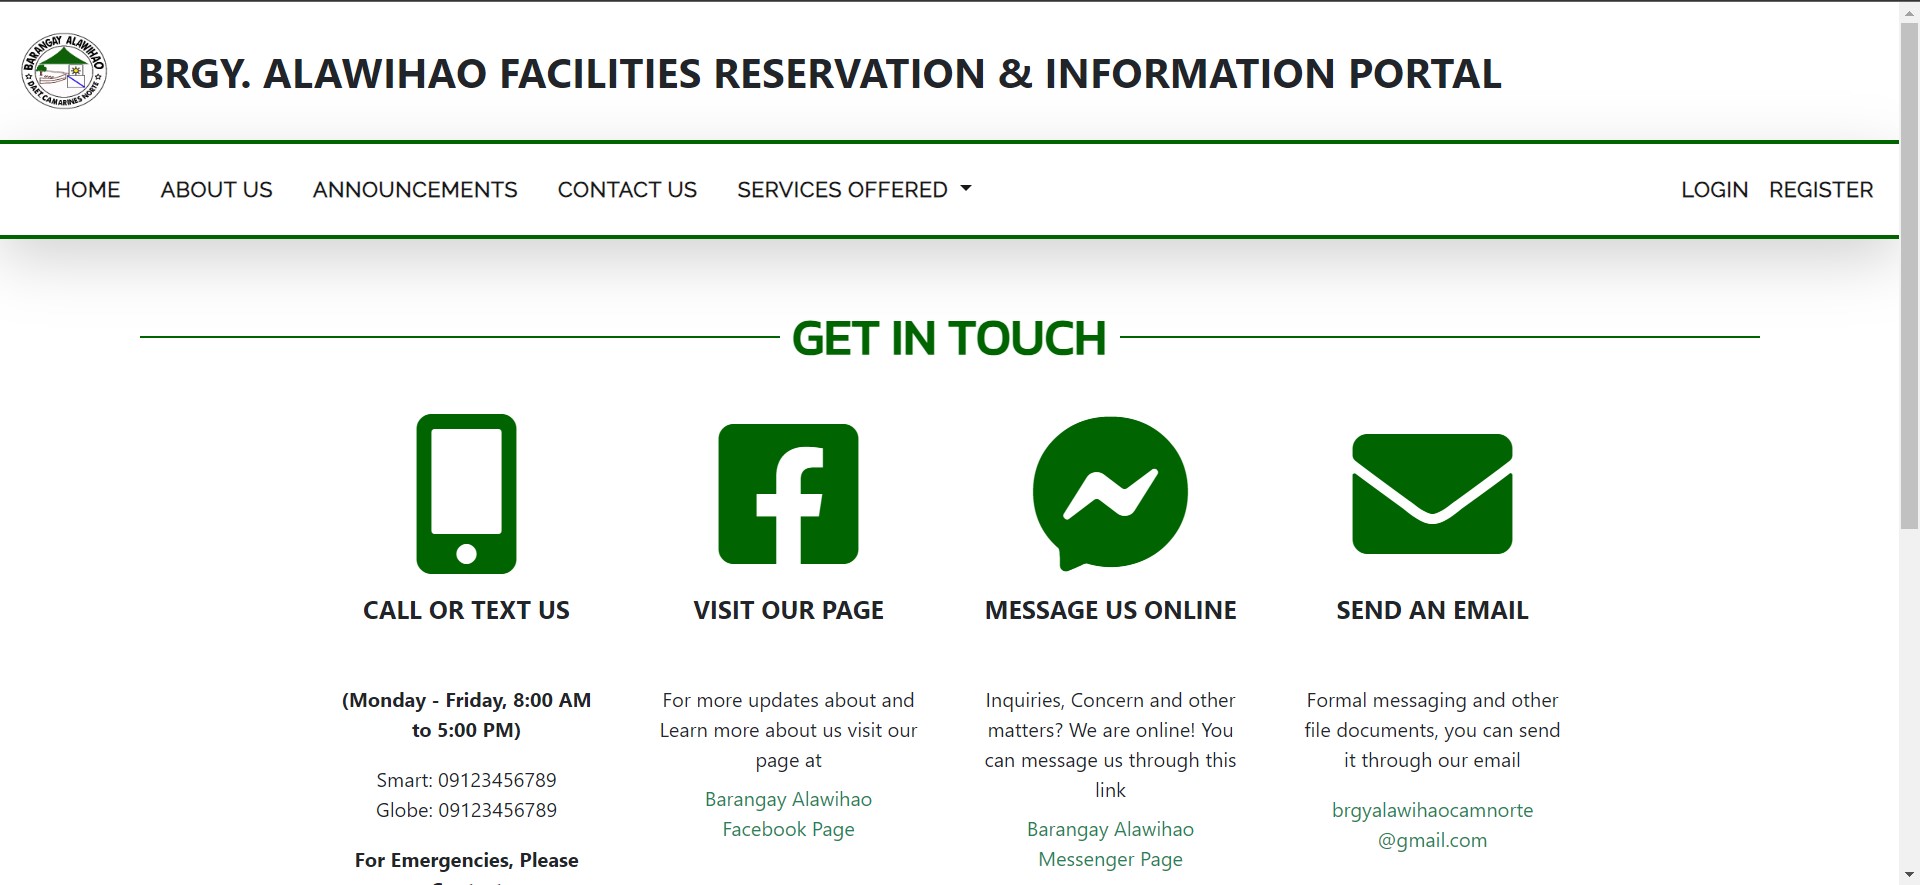 BARANGAY ALAWIHAO
DAET, CAMARINES NORTE
BRGY. ALAWIHAO FACILITIES RESERVATION & INFORMATION PORTAL
HOME ABOUT US ANNOUNCEMENTS CONTACT US SERVICES OFFERED LOGIN REGISTER
GET IN TOUCH
CALL OR TEXT US
(Monday - Friday, 8:00 AM
to 5:00 PM)
Smart: 09123456789
Globe: 09123456789
For Emergencies, Please
VISIT OUR PAGE
For more updates about and
Learn more about us visit our
page at
Barangay Alawihao
Facebook Page
MESSAGE US ONLINE
Inquiries, Concern and other
matters? We are online! You
can message us through this
link
Barangay Alawihao
Messenger Page
SEND AN EMAIL
Formal messaging and other
file documents, you can send
it through our email
brgyalawihaocamnorte
@gmail.com